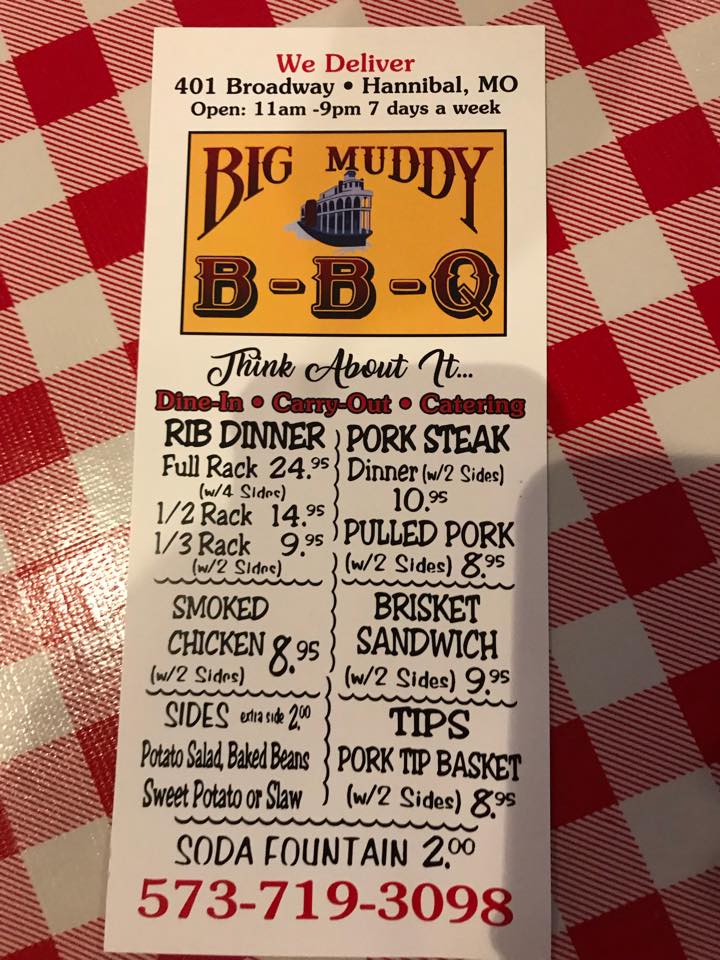 We Deliver
401 Broadway • Hannibal, MO
Open: 11am -9pm 7 days a week
BIG MUDDY
B-B-Q
Think About It...
Dine-In • Carry-Out • Catering
RIB DINNER
Full Rack 24.95
(w/4 Sides)
1/2 Rack 14.95
1/3 Rack 9.95
(w/2 Sides)
PORK STEAK
Dinner (w/2 Sides)
10.95
PULLED PORK
(w/2 Sides) 8.95
SMOKED
CHICKEN 8.95
(w/2 Sides)
BRISKET
SANDWICH
(w/2 Sides) 9.95
SIDES extra side 2.00
Potato Salad, Baked Beans
Sweet Potato or Slaw
TIPS
PORK TIP BASKET
(w/2 Sides) 8.95
SODA FOUNTAIN 2.00
573-719-3098